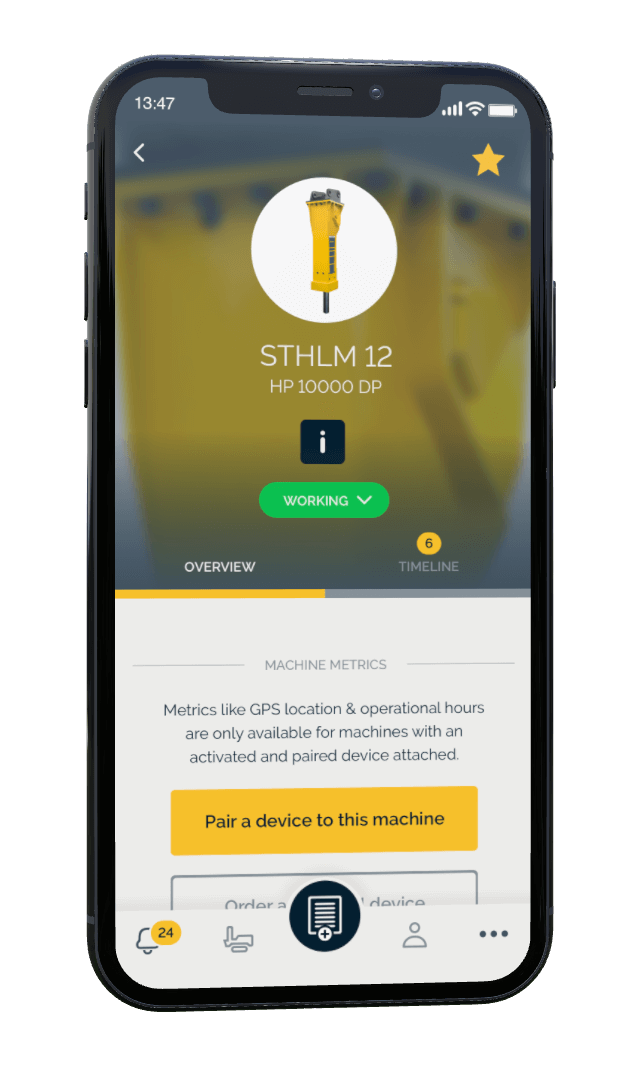 13:47
STHLM 12
HP 10000 DP
i
WORKING
6
OVERVIEW
TIMELINE
MACHINE METRICS
Metrics like GPS location & operational hours
are only available for machines with an
activated and paired device attached.
Pair a device to this machine
Order a device
24